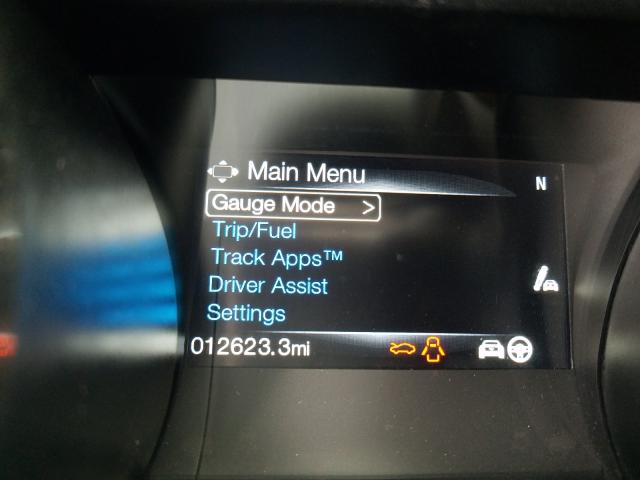 Main Menu
N
Gauge Mode >
Trip/Fuel
Track Apps™
Driver Assist
Settings
012623.3mi